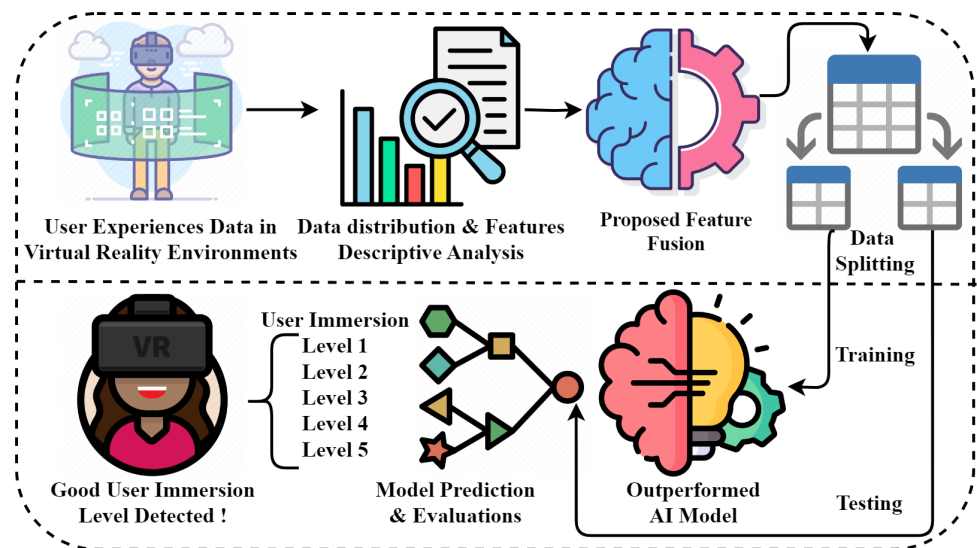 User Experiences Data in
Virtual Reality Environments
Data distribution & Features
Descriptive Analysis
Proposed Feature
Fusion
Data
Splitting
VR
Good User Immersion
Level Detected !
User Immersion
Level 1
Level 2
Level 3
Level 4
Level 5
Model Prediction
& Evaluations
Outperformed
AI Model
Training
Testing